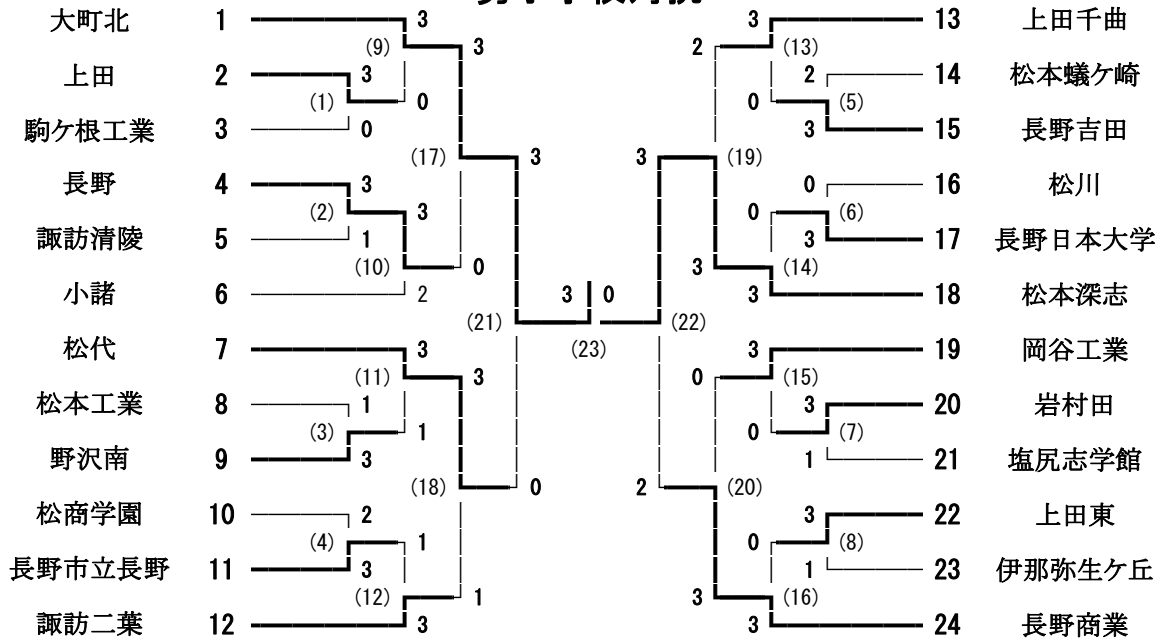 大町北 1 3 3 13 上田千曲
(9) 3 2 (13)
上田 2 3 2 14 松本蟻ケ崎
(1) 0 0 (5)
駒ケ根工業 3 0 3 15 長野吉田
(17) 3 3 (19)
長野 4 3 0 16 松川
(2) 3 0 (6)
諏訪清陵 5 1 3 17 長野日本大学
(10) 0 3 (14)
小諸 6 2 3 0 3 18 松本深志
(21) (23) (22)
松代 7 3 3 19 岡谷工業
(11) 3 0 (15)
松本工業 8 1 3 20 岩村田
(3) 1 0 (7)
野沢南 9 3 1 21 塩尻志学館
(18) 0 2 (20)
松商学園 10 2 3 22 上田東
(4) 1 0 (8)
長野市立長野 11 3 1 23 伊那弥生ケ丘
(12) 1 3 (16)
諏訪二葉 12 3 3 24 長野商業